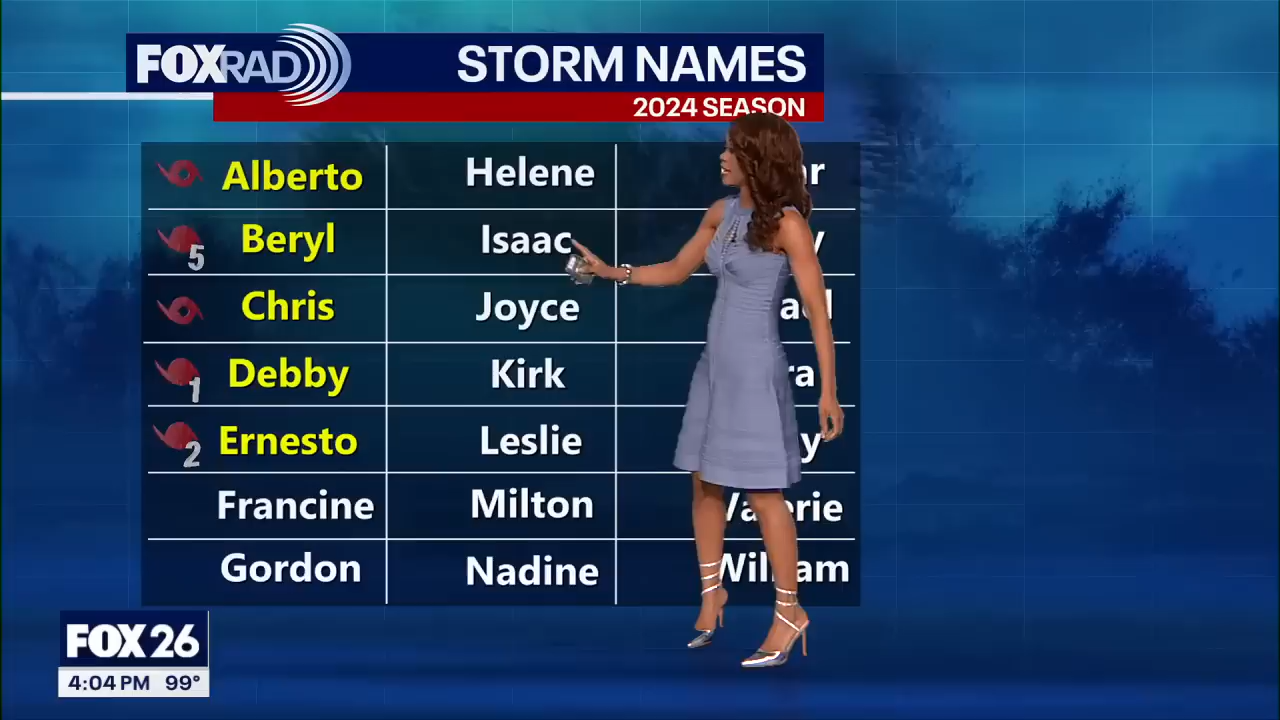 FOXRAD
STORM NAMES
2024 SEASON
Alberto Helene
5 Beryl Isaac
Chris Joyce
1 Debby Kirk
2 Ernesto Leslie
Francine Milton
Gordon Nadine
FOX 26
4:04 PM 99°